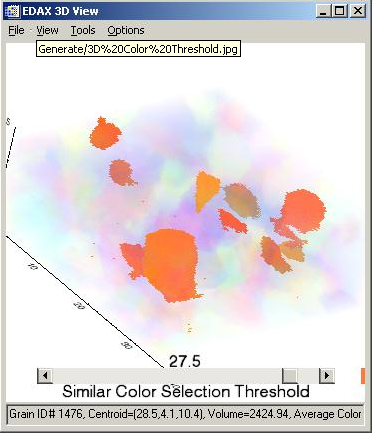 EDAX 3D View
File View Tools Options
Generate/3D%20Color%20Threshold.jpg
10
20
30
27.5
Similar Color Selection Threshold
Grain ID# 1476, Centroid=(28.5,4.1,10.4), Volume=2424.94, Average Color